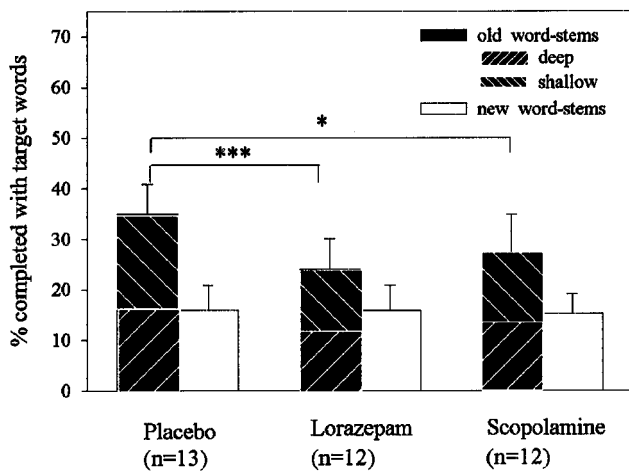 % completed with target words
70
60
50
40
30
20
10
0
old word-stems
deep
shallow
new word-stems
*
***
Placebo
(n=13)
Lorazepam
(n=12)
Scopolamine
(n=12)